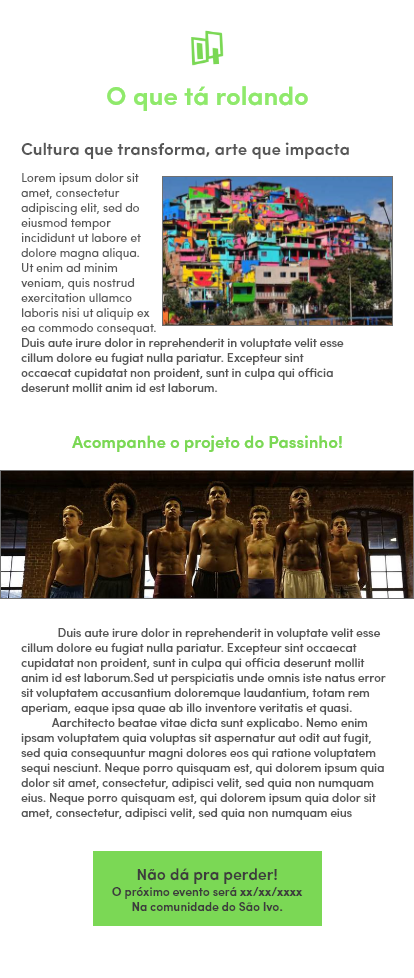 O que tá rolando
Cultura que transforma, arte que impacta
Lorem ipsum dolor sit
amet, consectetur
adipiscing elit, sed do
eiusmod tempor
incididunt ut labore et
dolore magna aliqua.
Ut enim ad minim
veniam, quis nostrud
exercitation ullamco
laboris nisi ut aliquip ex
ea commodo consequat.
Duis aute irure dolor in reprehenderit in voluptate velit esse
cillum dolore eu fugiat nulla pariatur. Excepteur sint
occaecat cupidatat non proident, sunt in culpa qui officia
deserunt mollit anim id est laborum.
Acompanhe o projeto do Passinho!
Duis aute irure dolor in reprehenderit in voluptate velit esse
cillum dolore eu fugiat nulla pariatur. Excepteur sint occaecat
cupidatat non proident, sunt in culpa qui officia deserunt mollit
anim id est laborum.Sed ut perspiciatis unde omnis iste natus error
sit voluptatem accusantium doloremque laudantium, totam rem
aperiam, eaque ipsa quae ab illo inventore veritatis et quasi.
Aarchitecto beatae vitae dicta sunt explicabo. Nemo enim
ipsam voluptatem quia voluptas sit aspernatur aut odit aut fugit,
sed quia consequuntur magni dolores eos qui ratione voluptatem
sequi nesciunt. Neque porro quisquam est, qui dolorem ipsum quia
dolor sit amet, consectetur, adipisci velit, sed quia non numquam
eius. Neque porro quisquam est, qui dolorem ipsum quia dolor sit
amet, consectetur, adipisci velit, sed quia non numquam eius
Não dá pra perder!
O próximo evento será xx/xx/xxxx
Na comunidade do São Ivo.